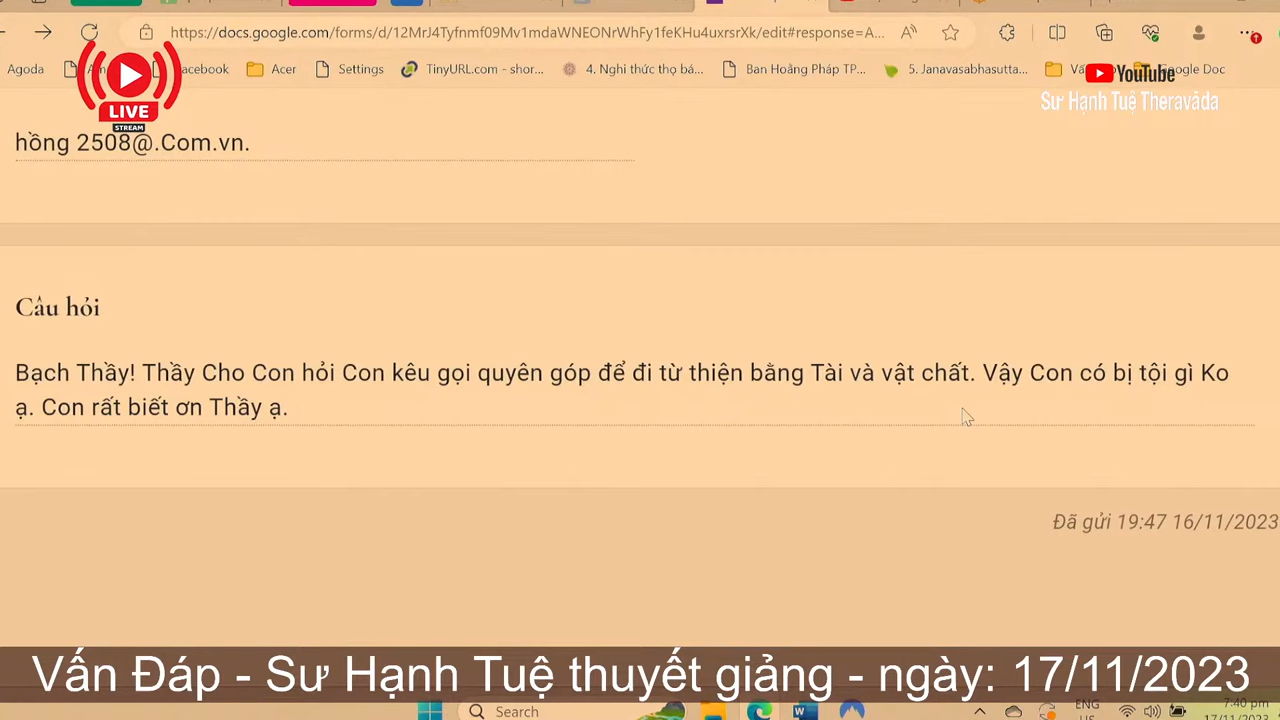 https://docs.google.com/forms/d/12MrJ4Tyfnmf09Mv1mdaWNEONrWhFy1feKHu4uxrsrXk/edit#response=A...
Agoda
acebook
Acer
Settings
TinyURL.com - shor...
4. Nghi thức thọ bá...
Ban Hoằng Pháp TP...
5. Janavasabhasutta...
Google Doc
YouTube
Sư Hạnh Tuệ Theravāda
LIVE
STREAM
hồng 2508@.Com.vn.
Câu hỏi
Bạch Thầy! Thầy Cho Con hỏi Con kêu gọi quyên góp để đi từ thiện bằng Tài và vật chất. Vậy Con có bị tội gì Ko
ạ. Con rất biết ơn Thầy ạ.
Đã gửi 19:47 16/11/2023
Vấn Đáp - Sư Hạnh Tuệ thuyết giảng - ngày: 17/11/2023
Search
ENG
7:40 pm